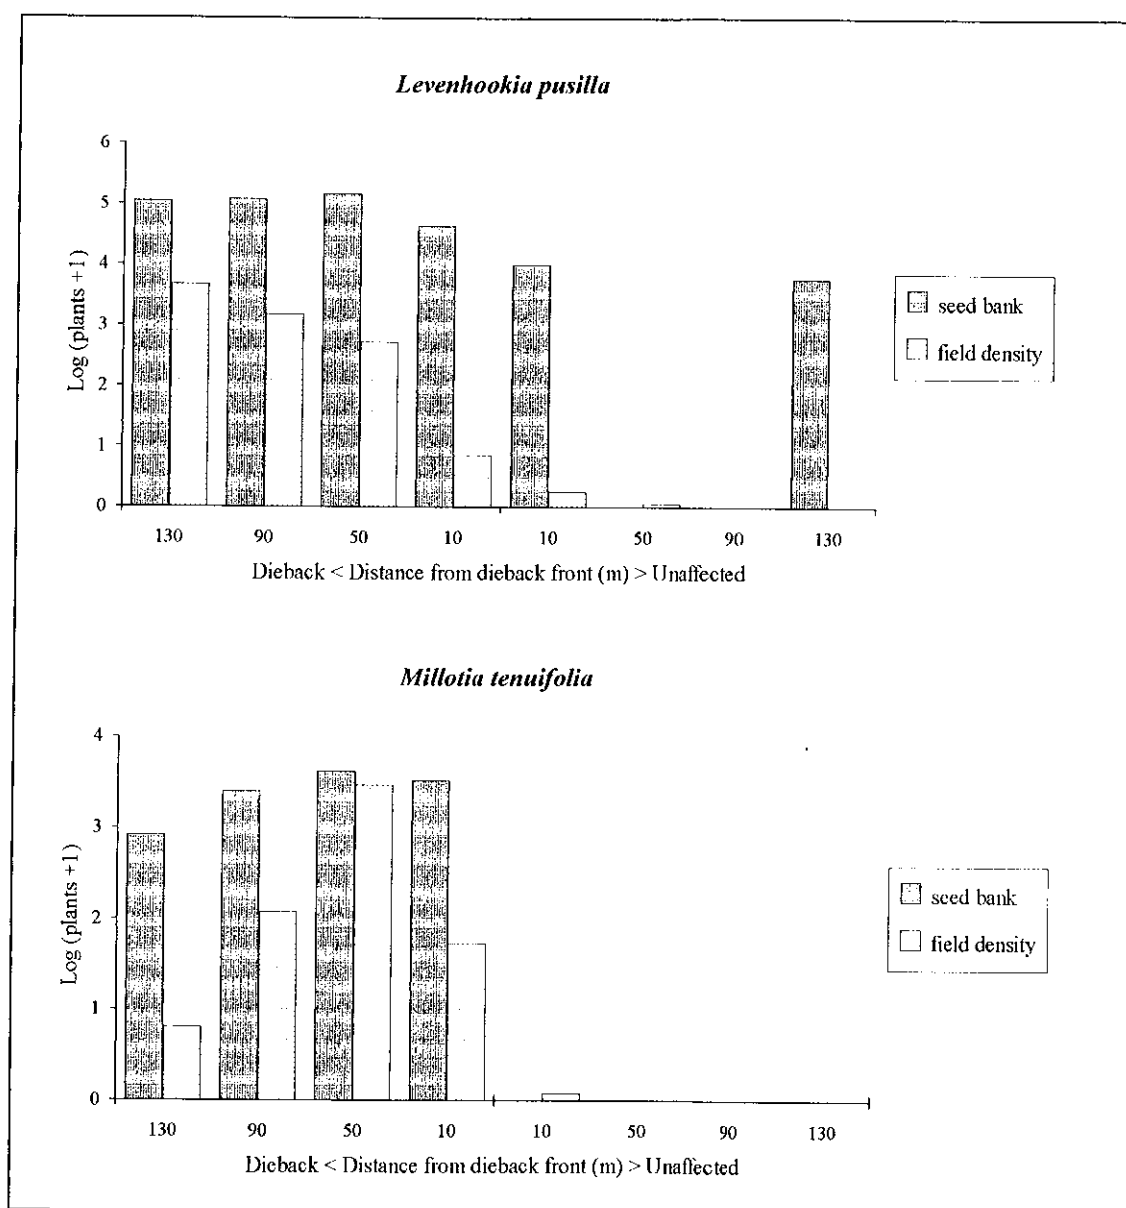 Levenhookia pusilla
6
5
4
3
2
1
0
Log (plants +1)
130 90 50 10 10 50 90 130
Dieback < Distance from dieback front (m) > Unaffected
seed bank
field density
Millotia tenuifolia
4
3
2
1
0
Log (plants +1)
130 90 50 10 10 50 90 130
Dieback < Distance from dieback front (m) > Unaffected
seed bank
field density